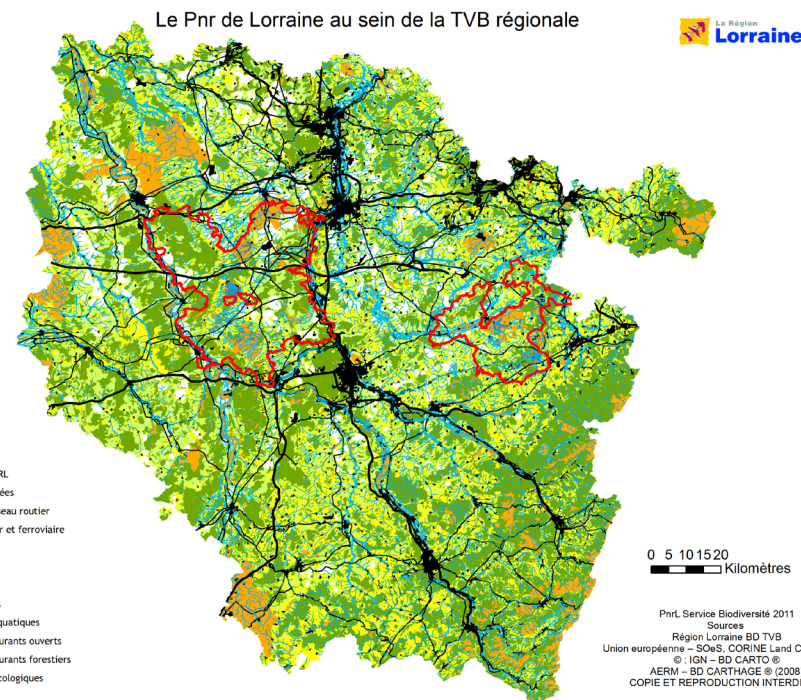 Le Pnr de Lorraine au sein de la TVB régionale
La Région
Lorraine
RL
ées
seau routier
r et ferroviaire
s
quatiques
urants ouverts
urants forestiers
cologiques
0 5 10 15 20
Kilomètres
PnrL Service Biodiversité 2011
Sources
Région Lorraine BD TVB
Union européenne – SOeS, CORINE Land C
© : IGN – BD CARTO ®
AERM – BD CARTHAGE ® (2008
COPIE ET REPRODUCTION INTERDI